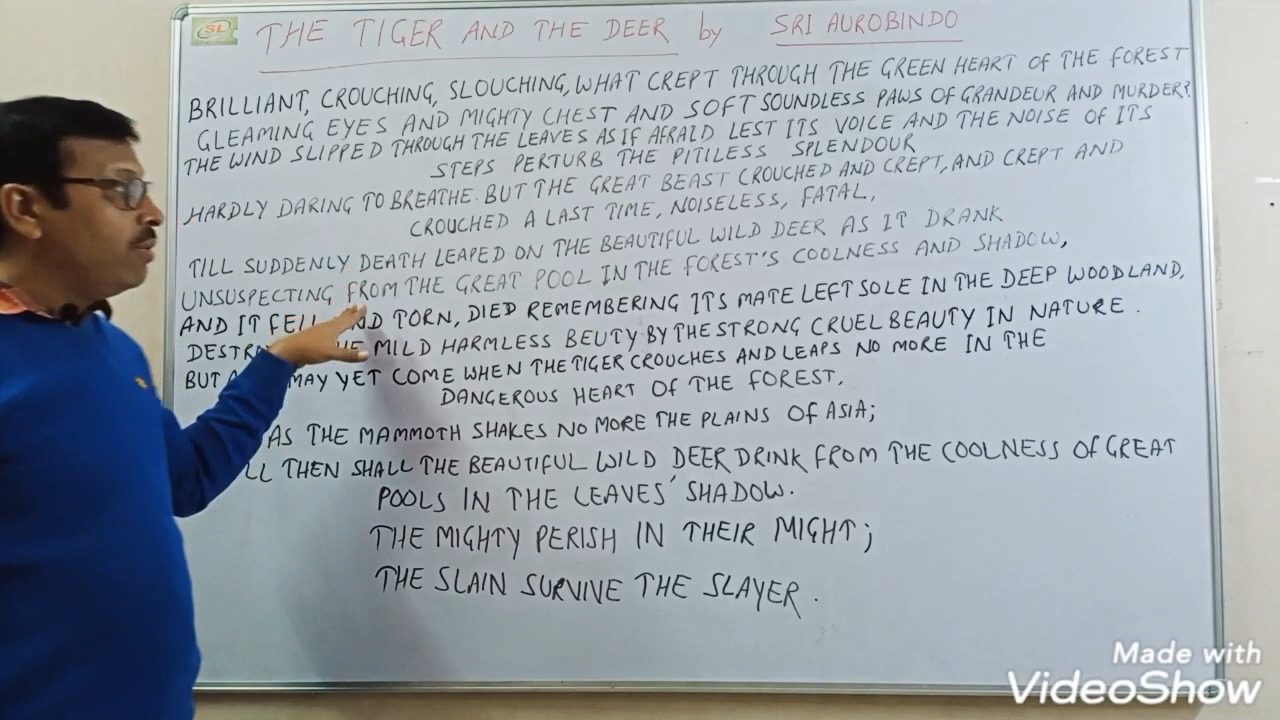 SL
THE TIGER AND THE DEER by SRI AUROBINDO
BRILLIANT, CROUCHING, SLOUCHING, WHAT CREPT THROUGH THE GREEN HEART OF THE FOREST
GLEAMING EYES AND MIGHTY CHEST AND SOFT SOUNDLESS PAWS OF GRANDEUR AND MURDER?
THE WIND SLIPPED THROUGH THE LEAVES AS IF AFRAID LEST ITS VOICE AND THE NOISE OF ITS
STEPS PERTURB THE PITILESS SPLENDOUR
HARDLY DARING TO BREATHE. BUT THE GREAT BEAST CROUCHED AND CREPT, AND CREPT AND
CROUCHED A LAST TIME, NOISELESS, FATAL,
TILL SUDDENLY DEATH LEAPED ON THE BEAUTIFUL WILD DEER AS IT DRANK
UNSUSPECTING FROM THE GREAT POOL IN THE FOREST'S COOLNESS AND SHADOW,
AND IT FELL ND TORN, DIED REMEMBERING ITS MATE LEFT SOLE IN THE DEEP WOODLAND,
DESTR HE MILD HARMLESS BEUTY BY THE STRONG CRUEL BEAUTY IN NATURE.
BUT A MAY YET COME WHEN THE TIGER CROUCHES AND LEAPS NO MORE IN THE
DANGEROUS HEART OF THE FOREST,
AS THE MAMMOTH SHAKES NO MORE THE PLAINS OF ASIA;
LL THEN SHALL THE BEAUTIFUL WILD DEER DRINK FROM THE COOLNESS OF GREAT
POOLS IN THE LEAVES' SHADOW.
THE MIGHTY PERISH IN THEIR MIGHT;
THE SLAIN SURVIVE THE SLAYER.
Made with
VideoShow